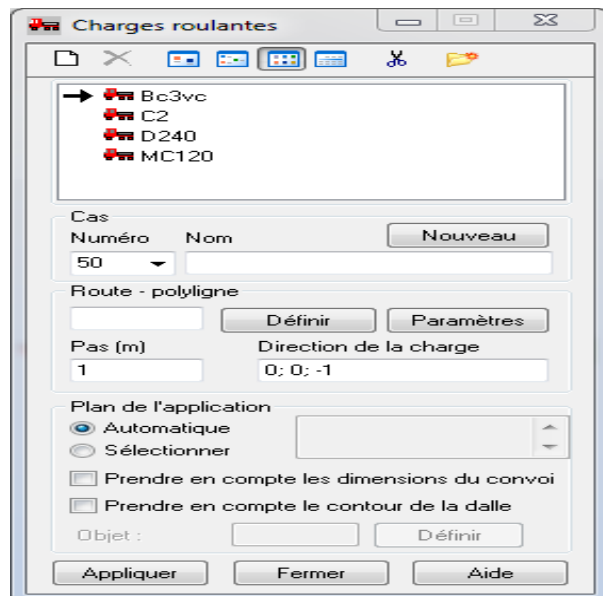 Charges roulantes
Bc3vc
C2
D240
MC120
Cas
Numéro Nom Nouveau
50
Route - polyligne
Définir Paramètres
Pas (m) Direction de la charge
1 0; 0; -1
Plan de l'application
Automatique
Sélectionner
Prendre en compte les dimensions du convoi
Prendre en compte le contour de la dalle
Objet : Définir
Appliquer Fermer Aide